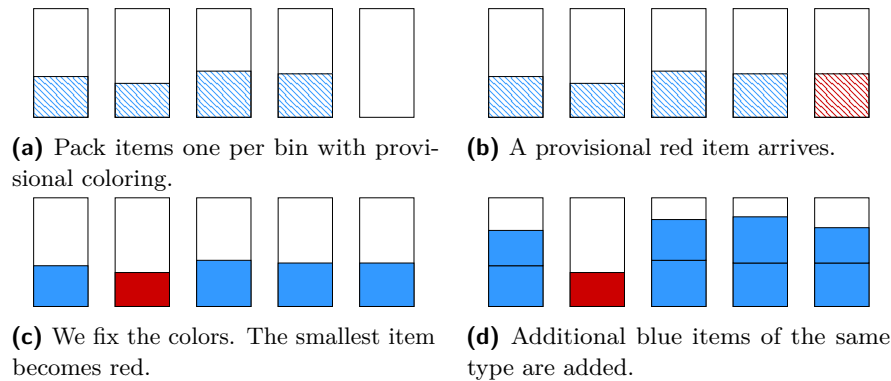 (a) Pack items one per bin with provi-
sional coloring.
(b) A provisional red item arrives.
(c) We fix the colors. The smallest item
becomes red.
(d) Additional blue items of the same
type are added.